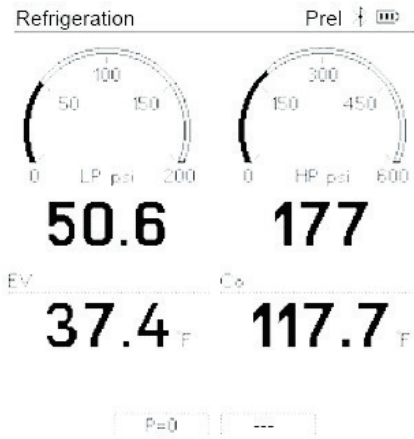 Refrigeration Prel
100 300
50 150 150 450
0 LP psi 200 0 HP psi 600
50.6 177
EV Co
37.4 °F 117.7 °F
P=0 ---